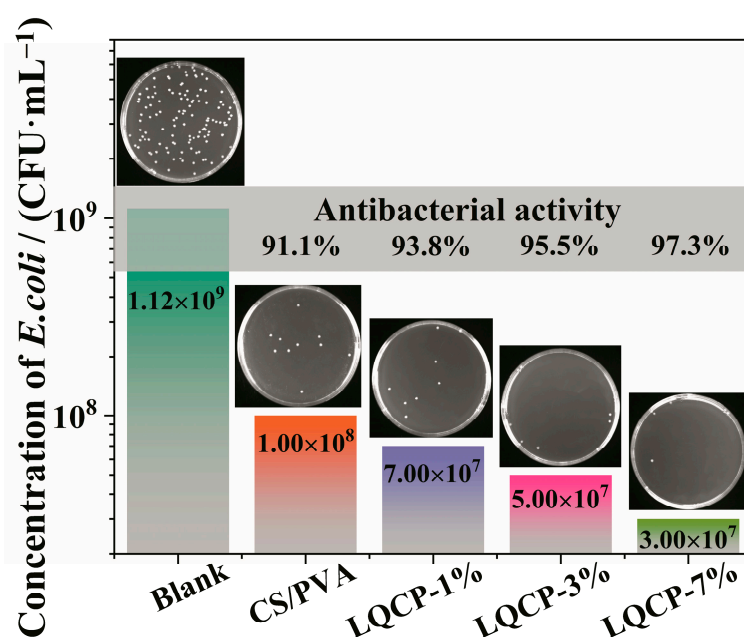 Concentration of E.coli / (CFU·mL⁻¹)
10⁹
10⁸
Antibacterial activity
91.1% 93.8% 95.5% 97.3%
1.12×10⁹
1.00×10⁸
7.00×10⁷
5.00×10⁷
3.00×10⁷
Blank
CS/PVA
LQCP-1%
LQCP-3%
LQCP-7%